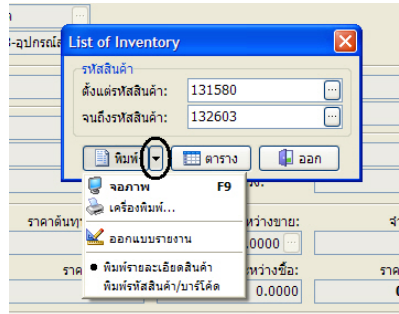 -อุปกรณ์ส
List of Inventory
รหัสสินค้า
ตั้งแต่รหัสสินค้า: 131580
จนถึงรหัสสินค้า: 132603
พิมพ์ ตาราง ออก
จอภาพ F9
เครื่องพิมพ์...
ราคาต้นทุ หว่างขาย:
ออกแบบรายงาน .0000
ราค พิมพ์รายละเอียดสินค้า หว่างซื้อ: ราค
พิมพ์รหัสสินค้า/บาร์โค้ด 0.0000